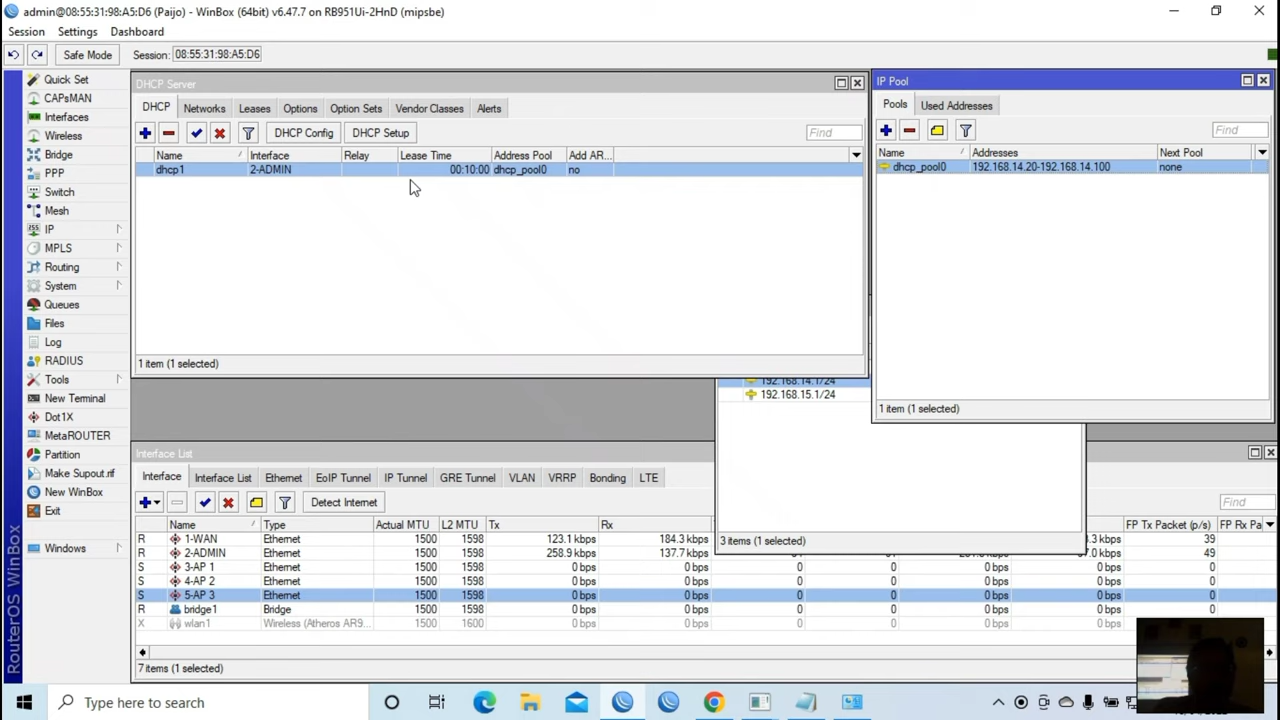 admin@08:55:31:98:A5:D6 (Paijo) - WinBox (64bit) v6.47.7 on RB951Ui-2HnD (mipsbe)
Session Settings Dashboard
Safe Mode Session: 08:55:31:98:A5:D6
Quick Set
CAPsMAN
Interfaces
Wireless
Bridge
PPP
Switch
Mesh
IP
MPLS
Routing
System
Queues
Files
Log
RADIUS
Tools
New Terminal
Dot1X
MetaROUTER
Partition
Make Supout.rif
New WinBox
Exit
Windows
RouterOS WinBox
DHCP Server
DHCP Networks Leases Options Option Sets Vendor Classes Alerts
DHCP Config DHCP Setup Find
Name Interface Relay Lease Time Address Pool Add AR...
dhcp1 2-ADMIN 00:10:00 dhcp_pool0 no
1 item (1 selected)
IP Pool
Pools Used Addresses
Find
Name Addresses Next Pool
dhcp_pool0 192.168.14.20-192.168.14.100 none
1 item (1 selected)
192.168.14.1/24
192.168.15.1/24
3 items (1 selected)
Interface List
Interface Interface List Ethernet EoIP Tunnel IP Tunnel GRE Tunnel VLAN VRRP Bonding LTE
Detect Internet Find
Name Type Actual MTU L2 MTU Tx Rx FP Tx Packet (p/s) FP Rx Pa
R 1-WAN Ethernet 1500 1598 123.1 kbps 184.3 kbps 39
R 2-ADMIN Ethernet 1500 1598 258.9 kbps 137.7 kbps 49
S 3-AP 1 Ethernet 1500 1598 0 bps 0 bps 0 0 0 bps 0 bps 0
S 4-AP 2 Ethernet 1500 1598 0 bps 0 bps 0 0 0 bps 0 bps 0
S 5-AP 3 Ethernet 1500 1598 0 bps 0 bps 0 0 0 bps 0 bps 0
R bridge1 Bridge 1500 1598 0 bps 0 bps 0 0 0 bps 0 bps 0
X wlan1 Wireless (Atheros AR9... 1500 1600 0 bps 0 bps 0 0 0 bps 0 bps
7 items (1 selected)
Type here to search